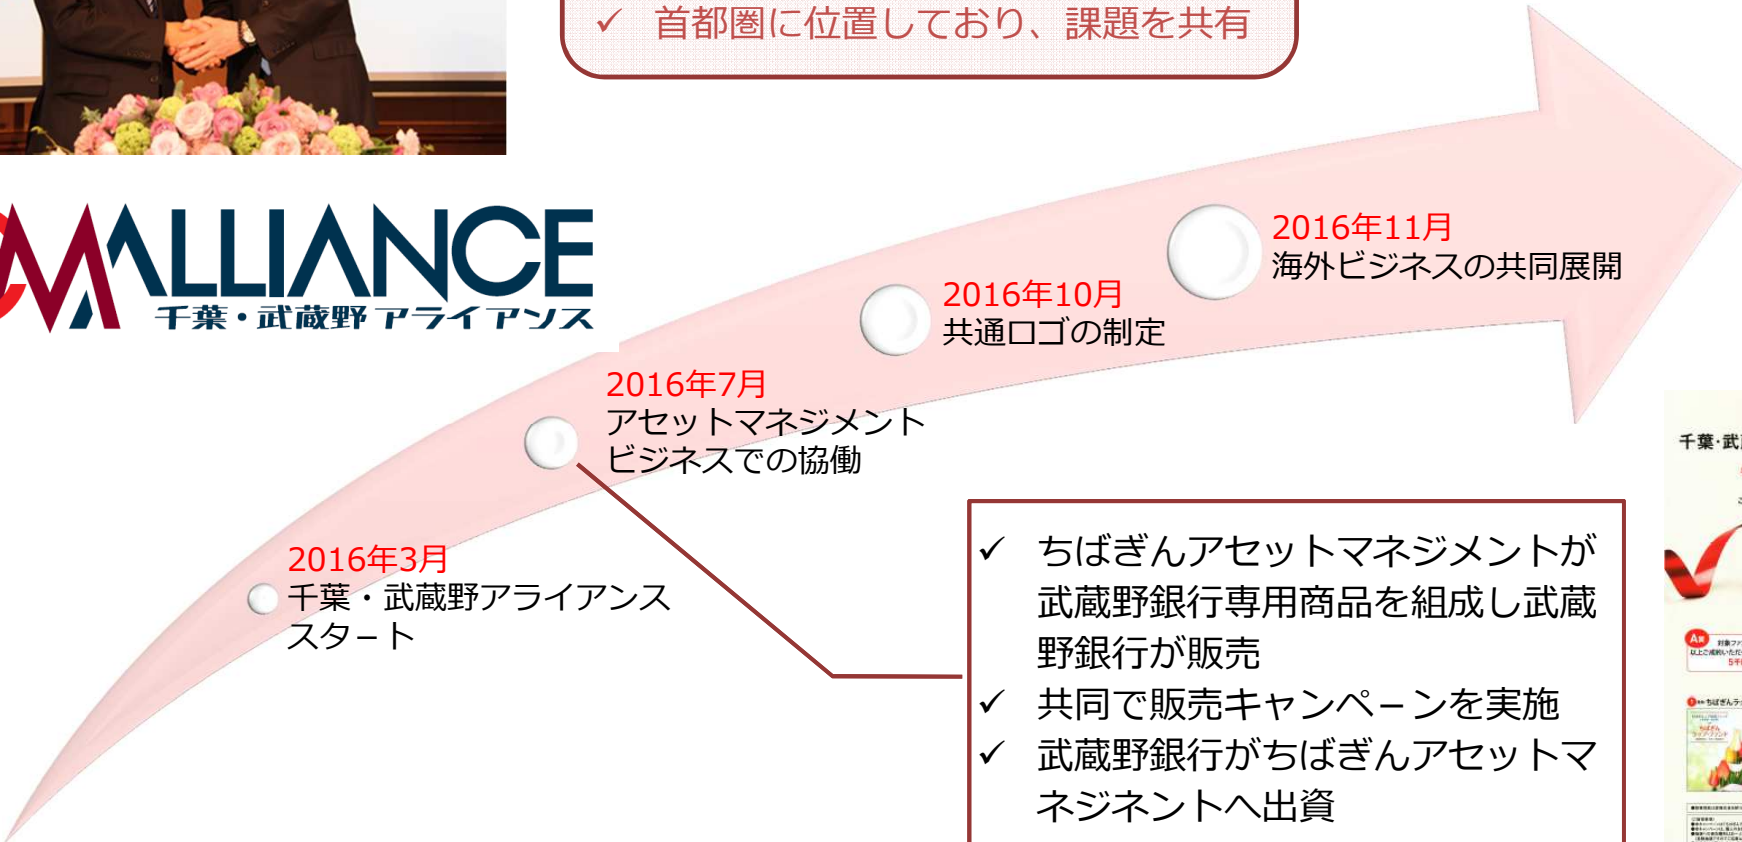 ✓ 首都圏に位置しており、課題を共有
ALLIANCE
千葉・武蔵野アライアンス
2016年11月
海外ビジネスの共同展開
2016年10月
共通ロゴの制定
2016年7月
アセットマネジメント
ビジネスでの協働
2016年3月
千葉・武蔵野アライアンス
スタ－ト
✓ ちばぎんアセットマネジメントが
武蔵野銀行専用商品を組成し武蔵
野銀行が販売
✓ 共同で販売キャンペ－ンを実施
✓ 武蔵野銀行がちばぎんアセットマ
ネジネントへ出資
千葉・武
A賞